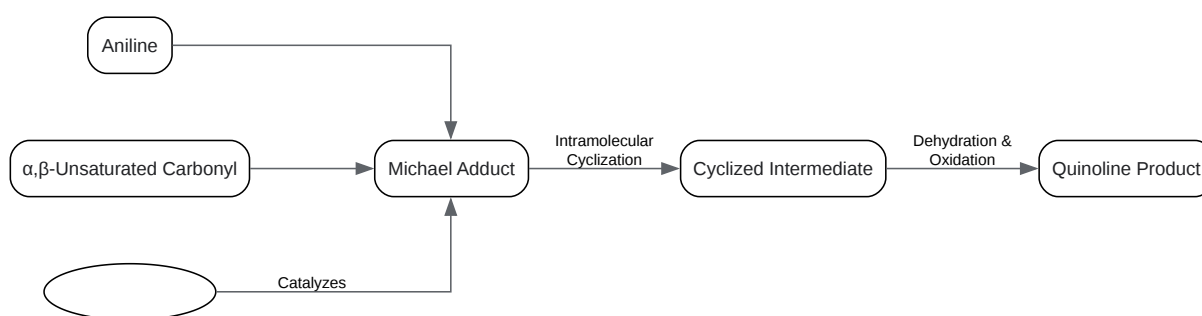 Aniline
α,β-Unsaturated Carbonyl
Michael Adduct
Intramolecular
Cyclization
Cyclized Intermediate
Dehydration &
Oxidation
Quinoline Product
Catalyzes